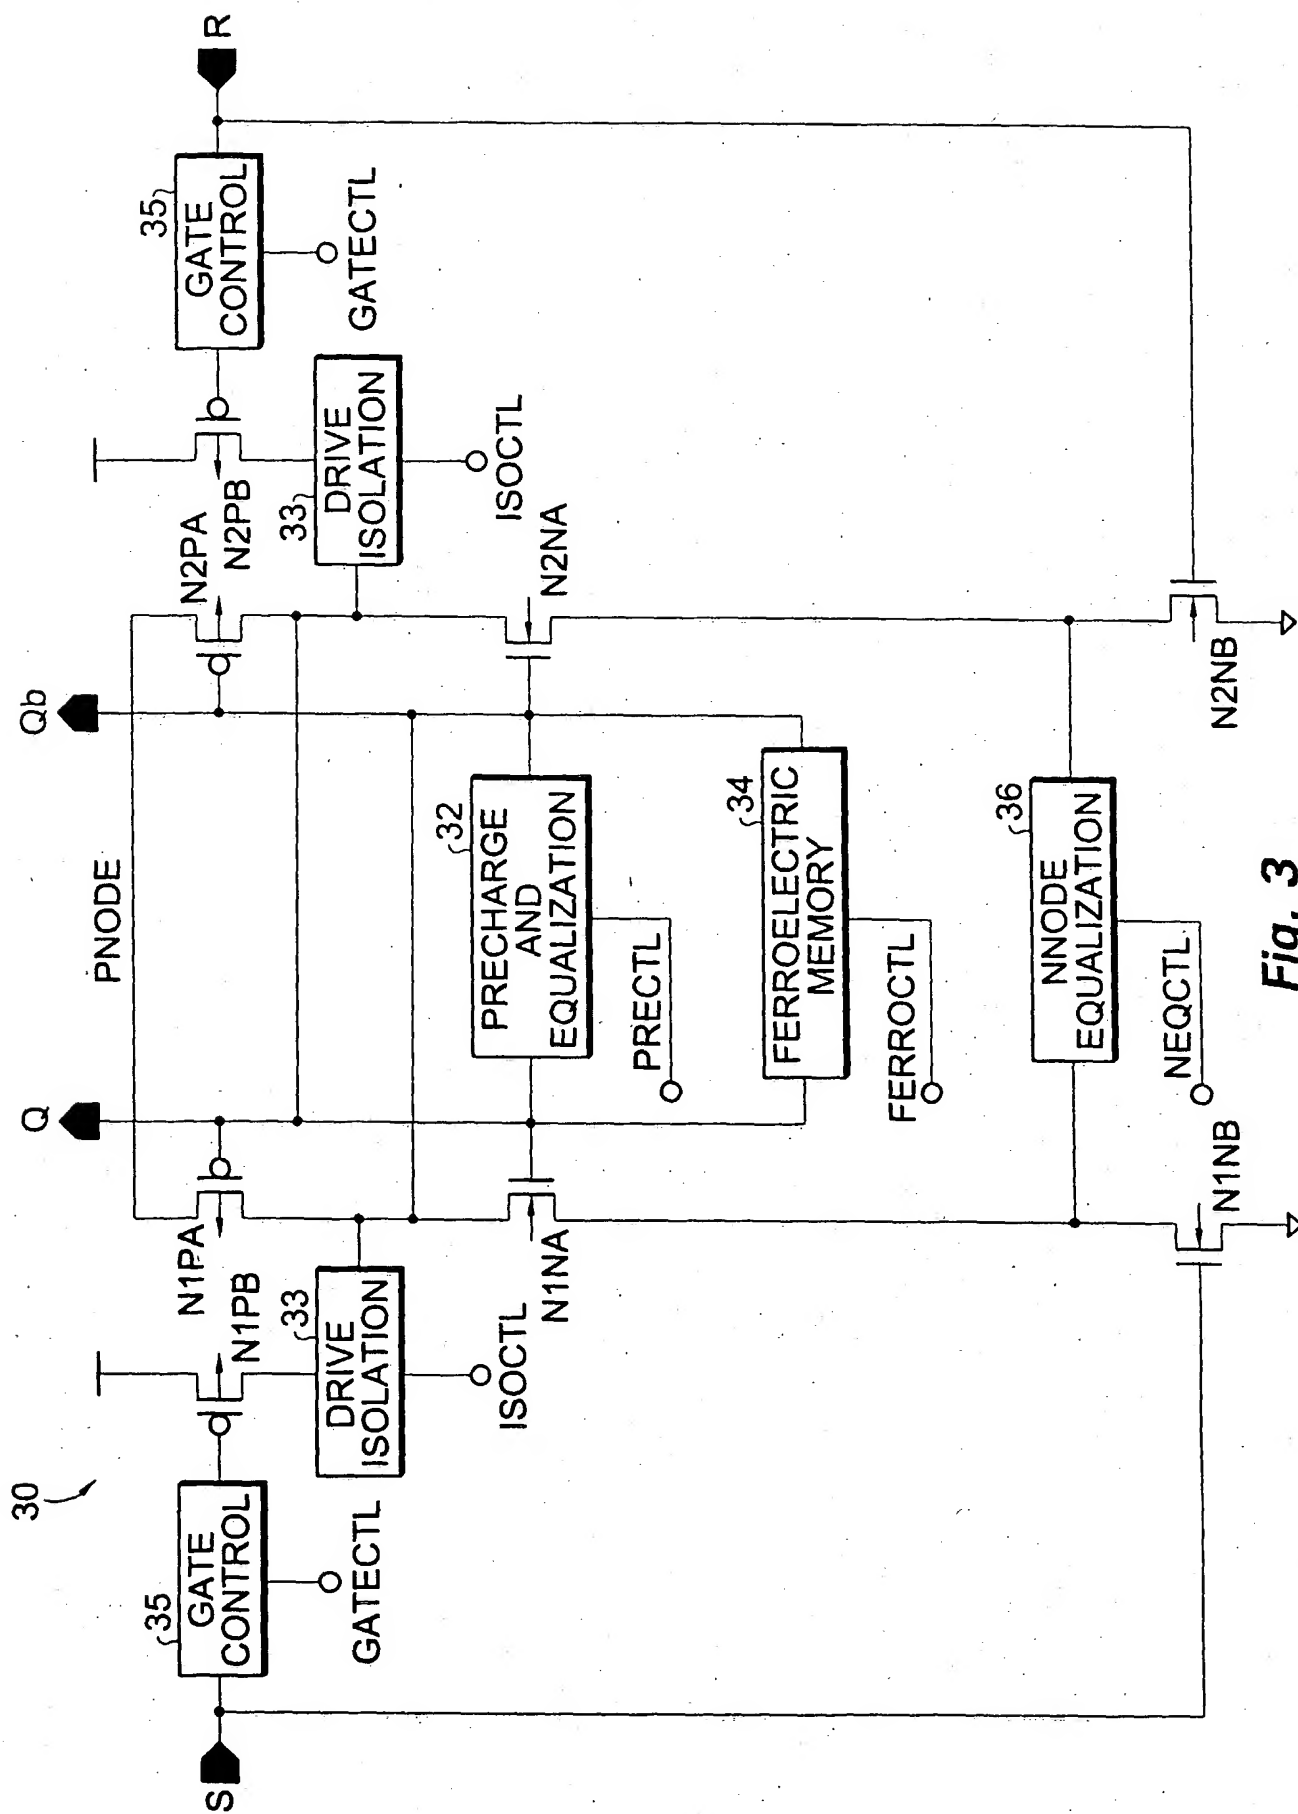 30
S
35
GATE
CONTROL
GATECTL
N1PA
N1PB
33
DRIVE
ISOLATION
ISOCTL
N1NA
Q
PNODE
Qb
32
PRECHARGE
AND
EQUALIZATION
PRECTL
34
FERROELECTRIC
MEMORY
FERROCTL
36
NNODE
EQUALIZATION
NEQCTL
N1NB
N2PA
N2PB
33
DRIVE
ISOLATION
ISOCTL
N2NA
35
GATE
CONTROL
GATECTL
R
N2NB
Fig. 3